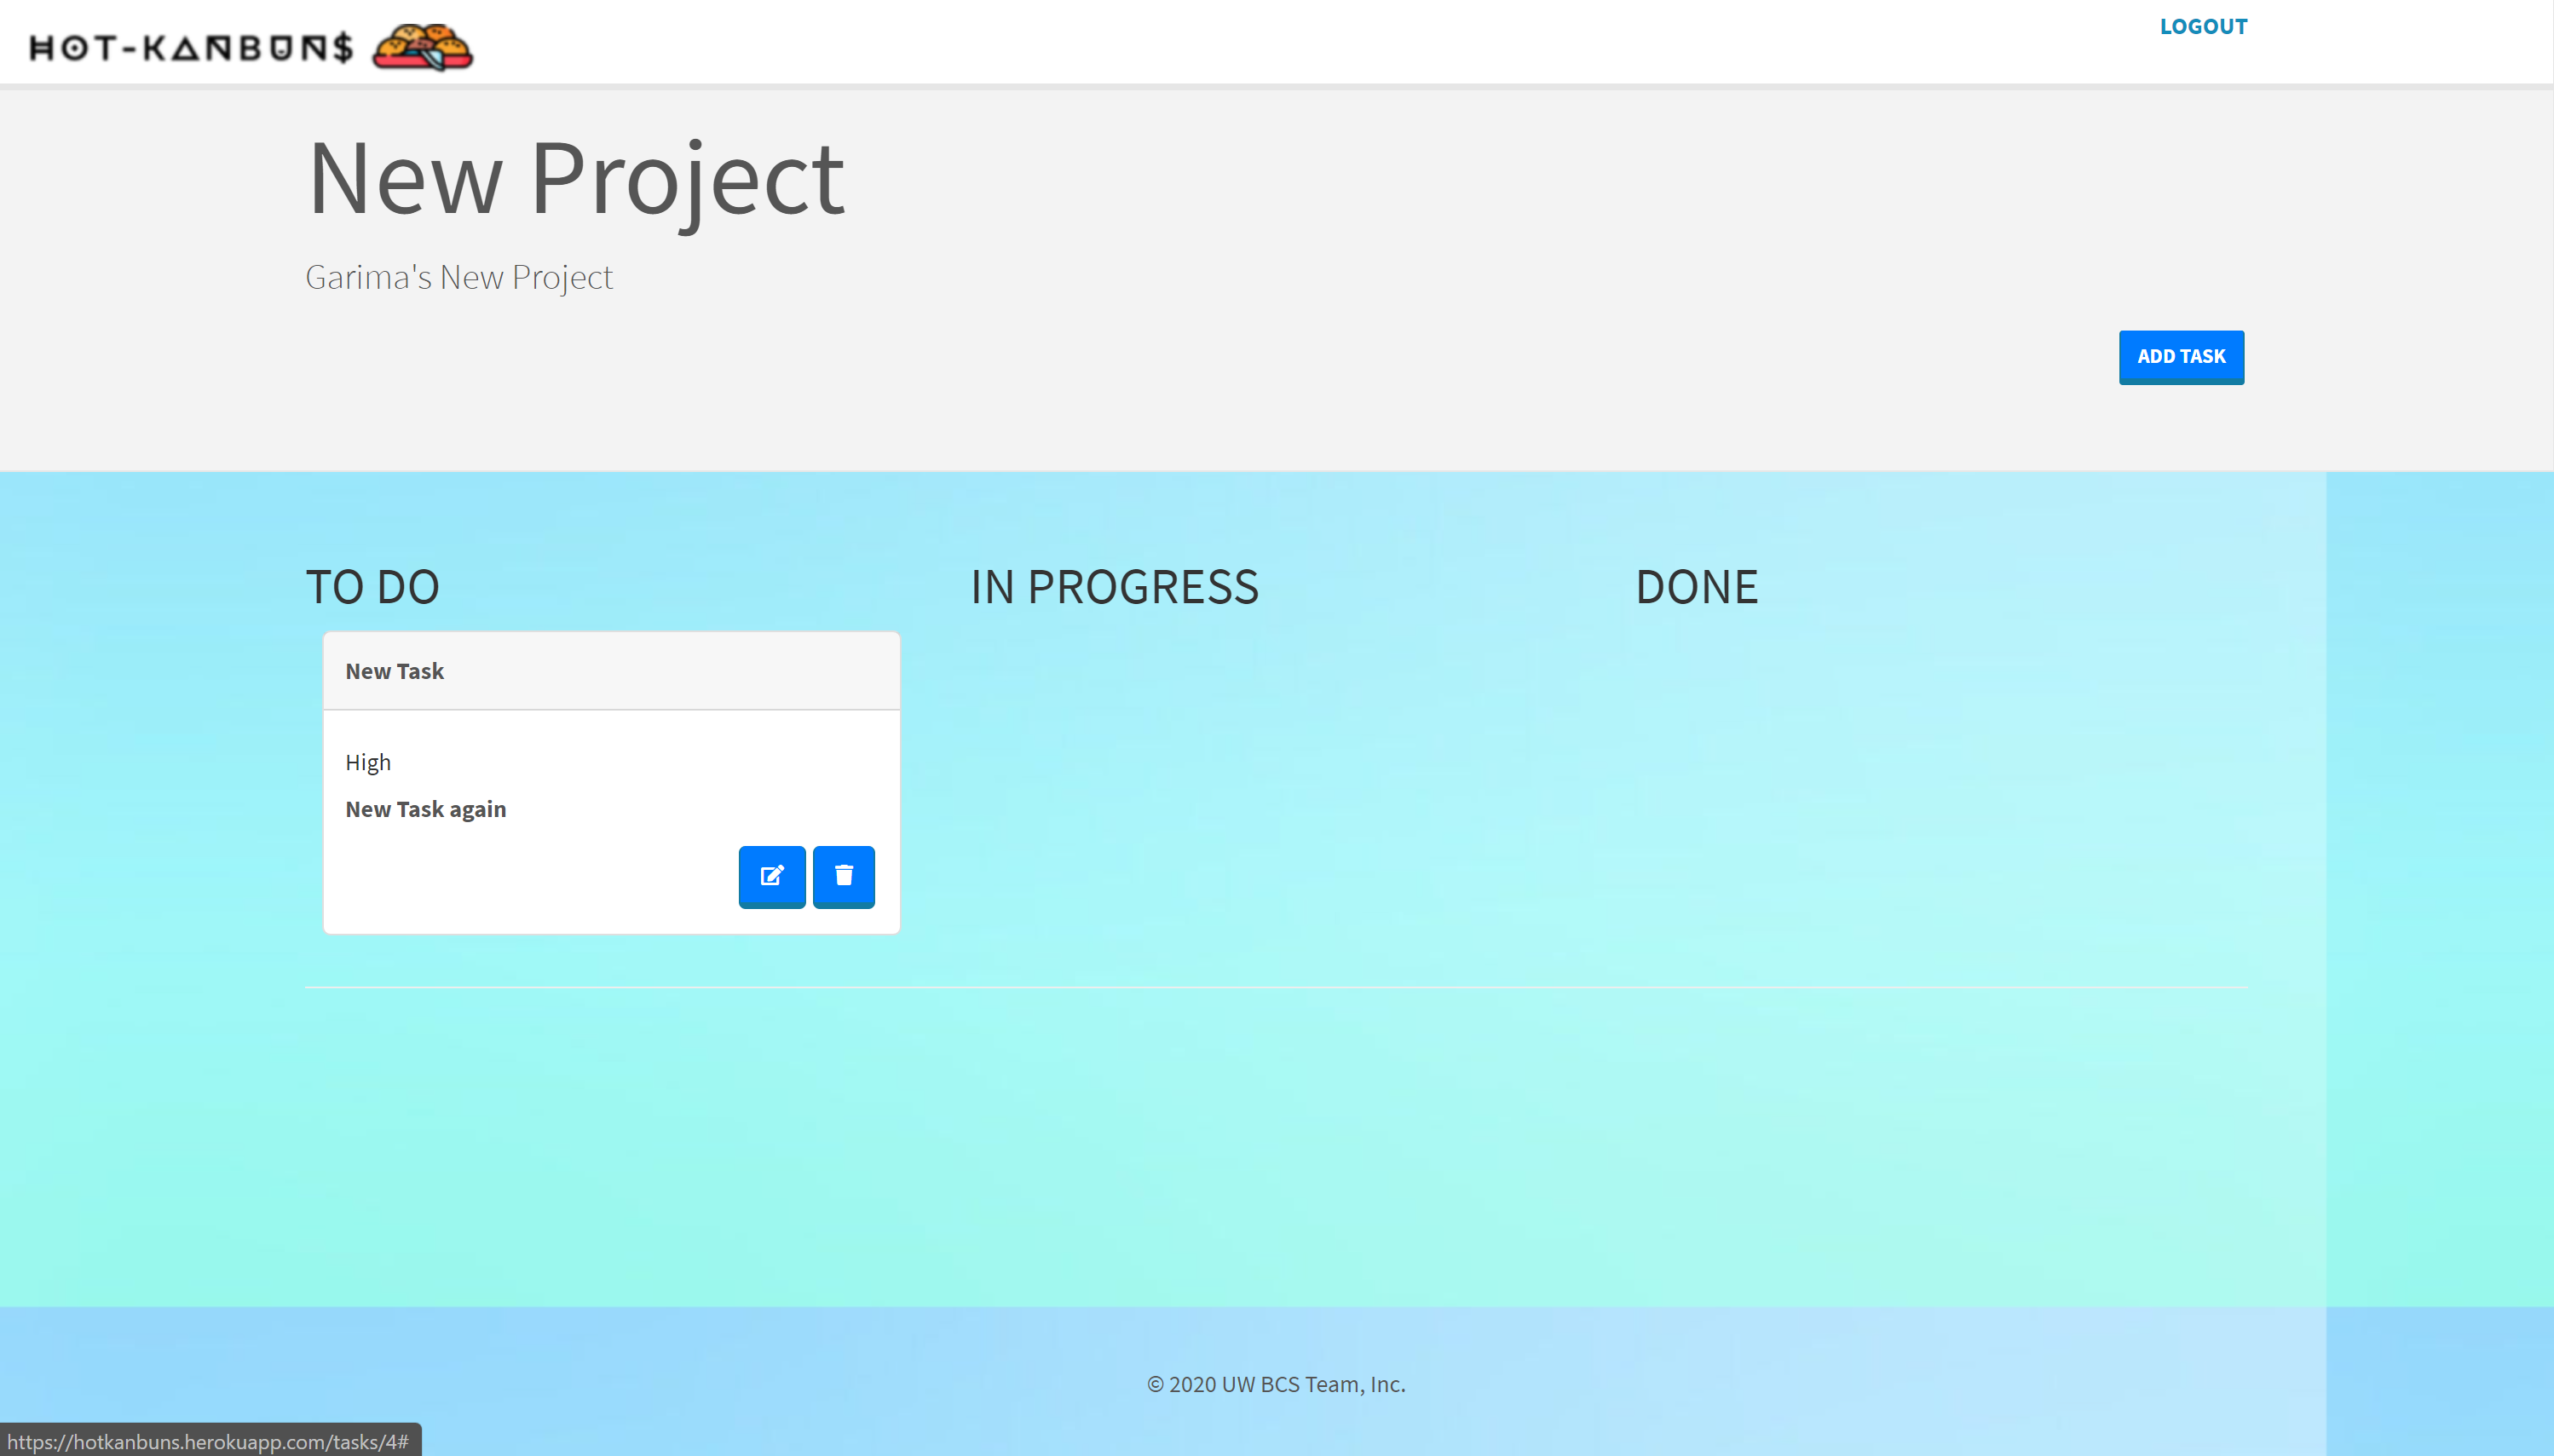 HOT-KANBUN$
LOGOUT
New Project
Garima's New Project
ADD TASK
TO DO
IN PROGRESS
DONE
New Task
High
New Task again
© 2020 UW BCS Team, Inc.
https://hotkanbuns.herokuapp.com/tasks/4#